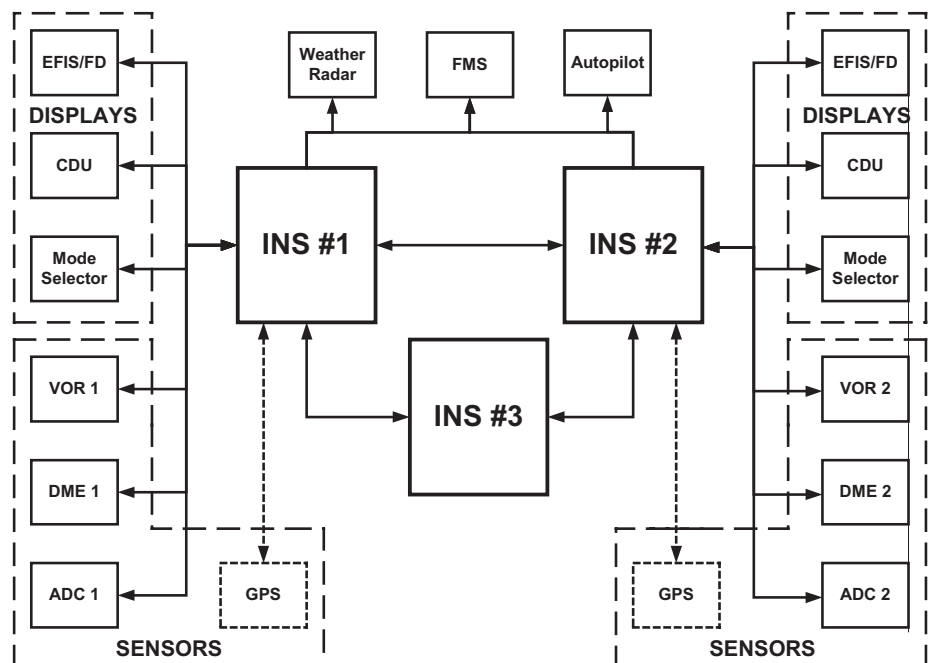 EFIS/FD
DISPLAYS
CDU
Mode
Selector
VOR 1
DME 1
ADC 1
GPS
SENSORS
Weather
Radar
FMS
Autopilot
INS #1
INS #2
INS #3
EFIS/FD
DISPLAYS
CDU
Mode
Selector
VOR 2
DME 2
ADC 2
GPS
SENSORS